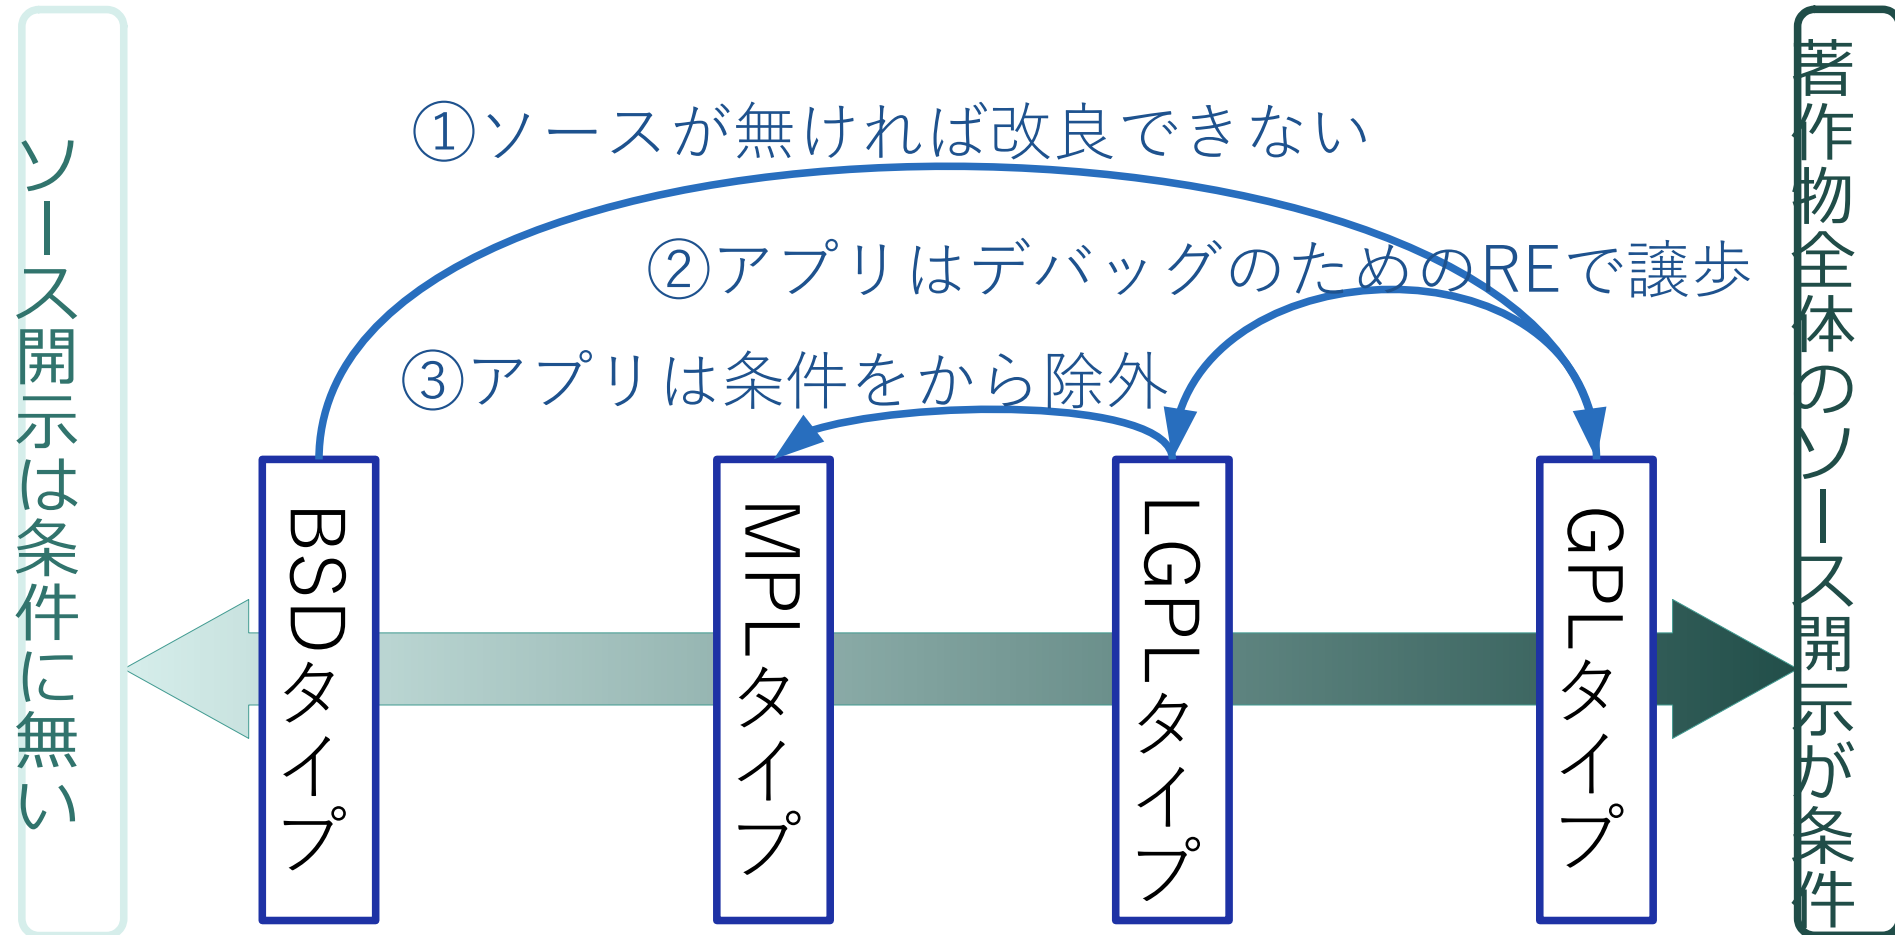 ソース開示は条件に無い
①ソースが無ければ改良できない
②アプリはデバッグのためのREで譲歩
③アプリは条件をから除外
BSDタイプ
MPLタイプ
LGPLタイプ
GPLタイプ
著作物全体のソース開示が条件